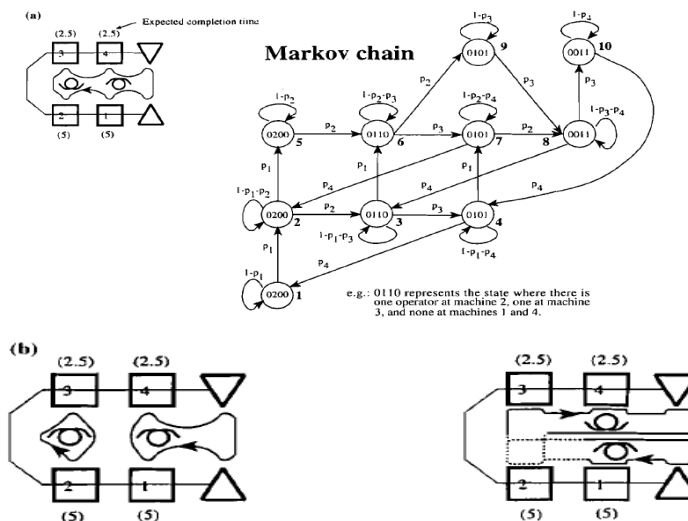 (a)
Expected completion time
(2.5) (2.5)
3 4
2 1
(5) (5)
Markov chain
1-p3
0101
9
1-p4
0011
10
p2
p3
p3
1-p2
0200
5
p2
1-p2-p3
0110
6
p3
1-p2-p4
0101
7
p2
0011
8
1-p3-p4
p1
p4
p1
p4
p1
p4
1-p1-p2
0200
2
p2
0110
3
p3
0101
4
1-p1-p3
1-p1-p4
p1
p4
1-p1
0200
1
e.g.: 0110 represents the state where there is
one operator at machine 2, one at machine
3, and none at machines 1 and 4.
(b)
(2.5) (2.5)
3 4
2 1
(5) (5)
(2.5) (2.5)
3 4
2 1
(5) (5)